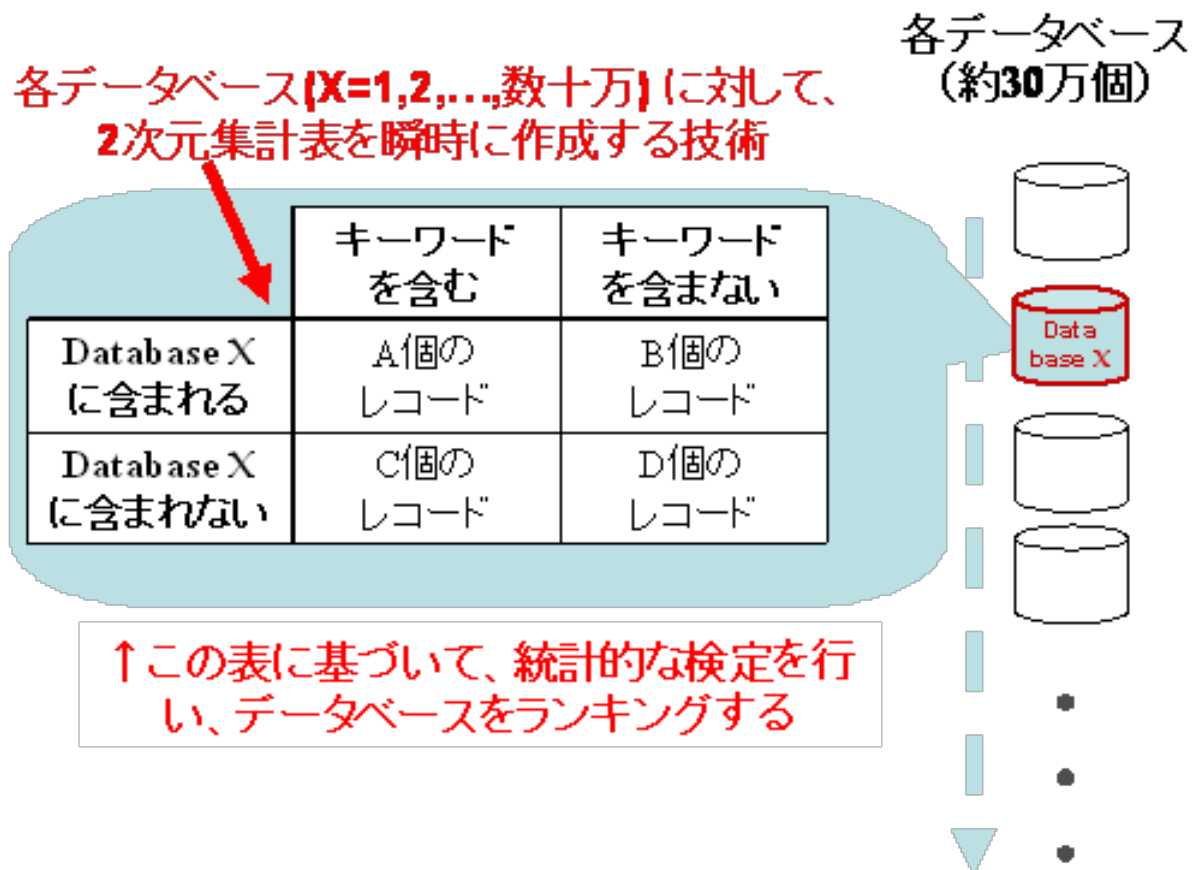 各データベース
（約30万個）
各データベース(X=1,2,…,数十万) に対して、
2次元集計表を瞬時に作成する技術
キーワード
を含む
キーワード
を含まない
Database X
に含まれる
A個の
レコード
B個の
レコード
Database X
に含まれない
C個の
レコード
D個の
レコード
Data
base X
↑この表に基づいて、統計的な検定を行
い、データベースをランキングする